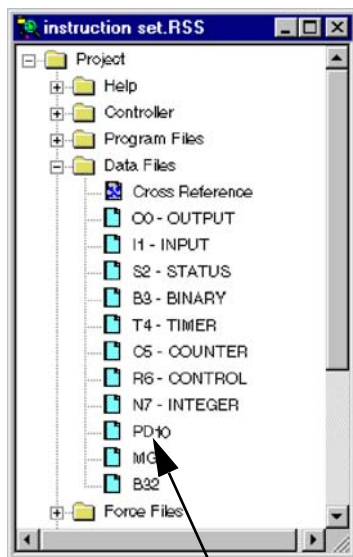 instruction set.RSS
Project
Help
Controller
Program Files
Data Files
Cross Reference
O0 - OUTPUT
I1 - INPUT
S2 - STATUS
B3 - BINARY
T4 - TIMER
C5 - COUNTER
R6 - CONTROL
N7 - INTEGER
PD10
B32
Force Files